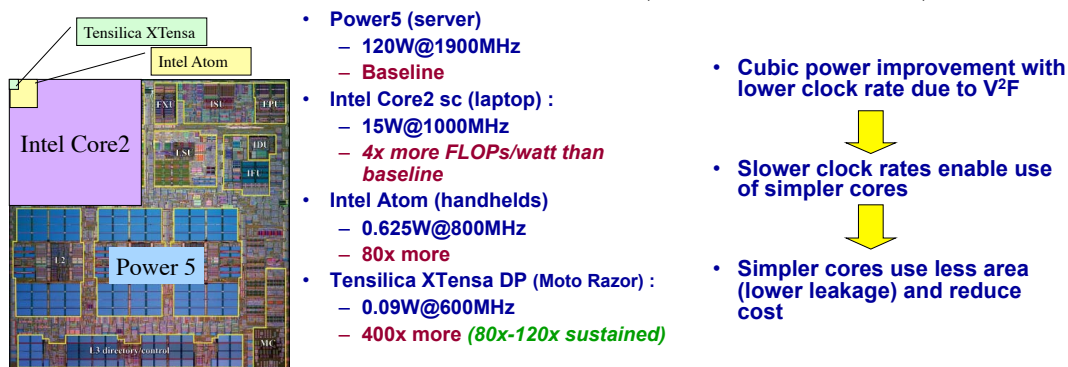 Tensilica XTensa
Intel Atom
Intel Core2
FXU
ISU
FPU
LSU
IDU
IFU
L2
Power 5
MC
L3 directory/control
• Power5 (server)
– 120W@1900MHz
– Baseline
• Intel Core2 sc (laptop) :
– 15W@1000MHz
– 4x more FLOPs/watt than
baseline
• Intel Atom (handhelds)
– 0.625W@800MHz
– 80x more
• Tensilica XTensa DP (Moto Razor) :
– 0.09W@600MHz
– 400x more (80x-120x sustained)
• Cubic power improvement with
lower clock rate due to V²F
• Slower clock rates enable use
of simpler cores
• Simpler cores use less area
(lower leakage) and reduce
cost